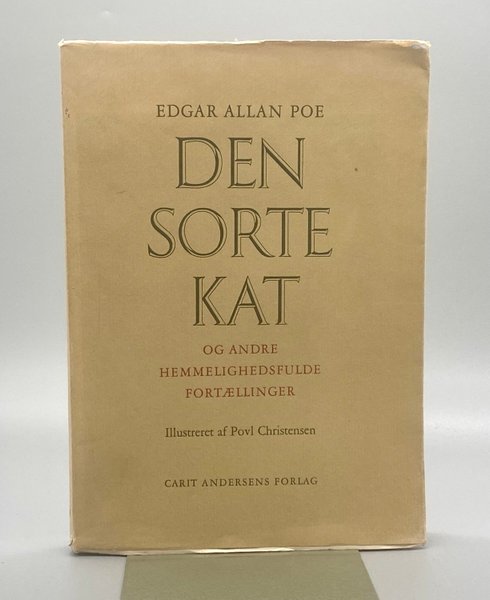 EDGAR ALLAN POE
DEN
SORTE
KAT
OG ANDRE
HEMMELIGHEDSFULDE
FORTÆLLINGER
Illustreret af Povl Christensen
CARIT ANDERSENS FORLAG